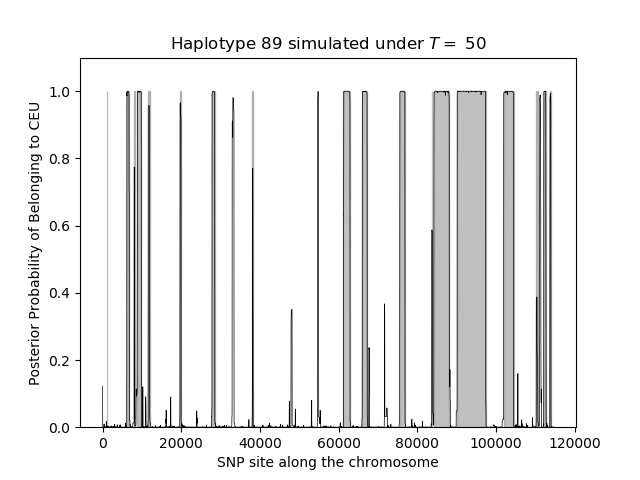 Haplotype 89 simulated under T = 50
Posterior Probability of Belonging to CEU
1.0
0.8
0.6
0.4
0.2
0.0
0 20000 40000 60000 80000 100000 120000
SNP site along the chromosome